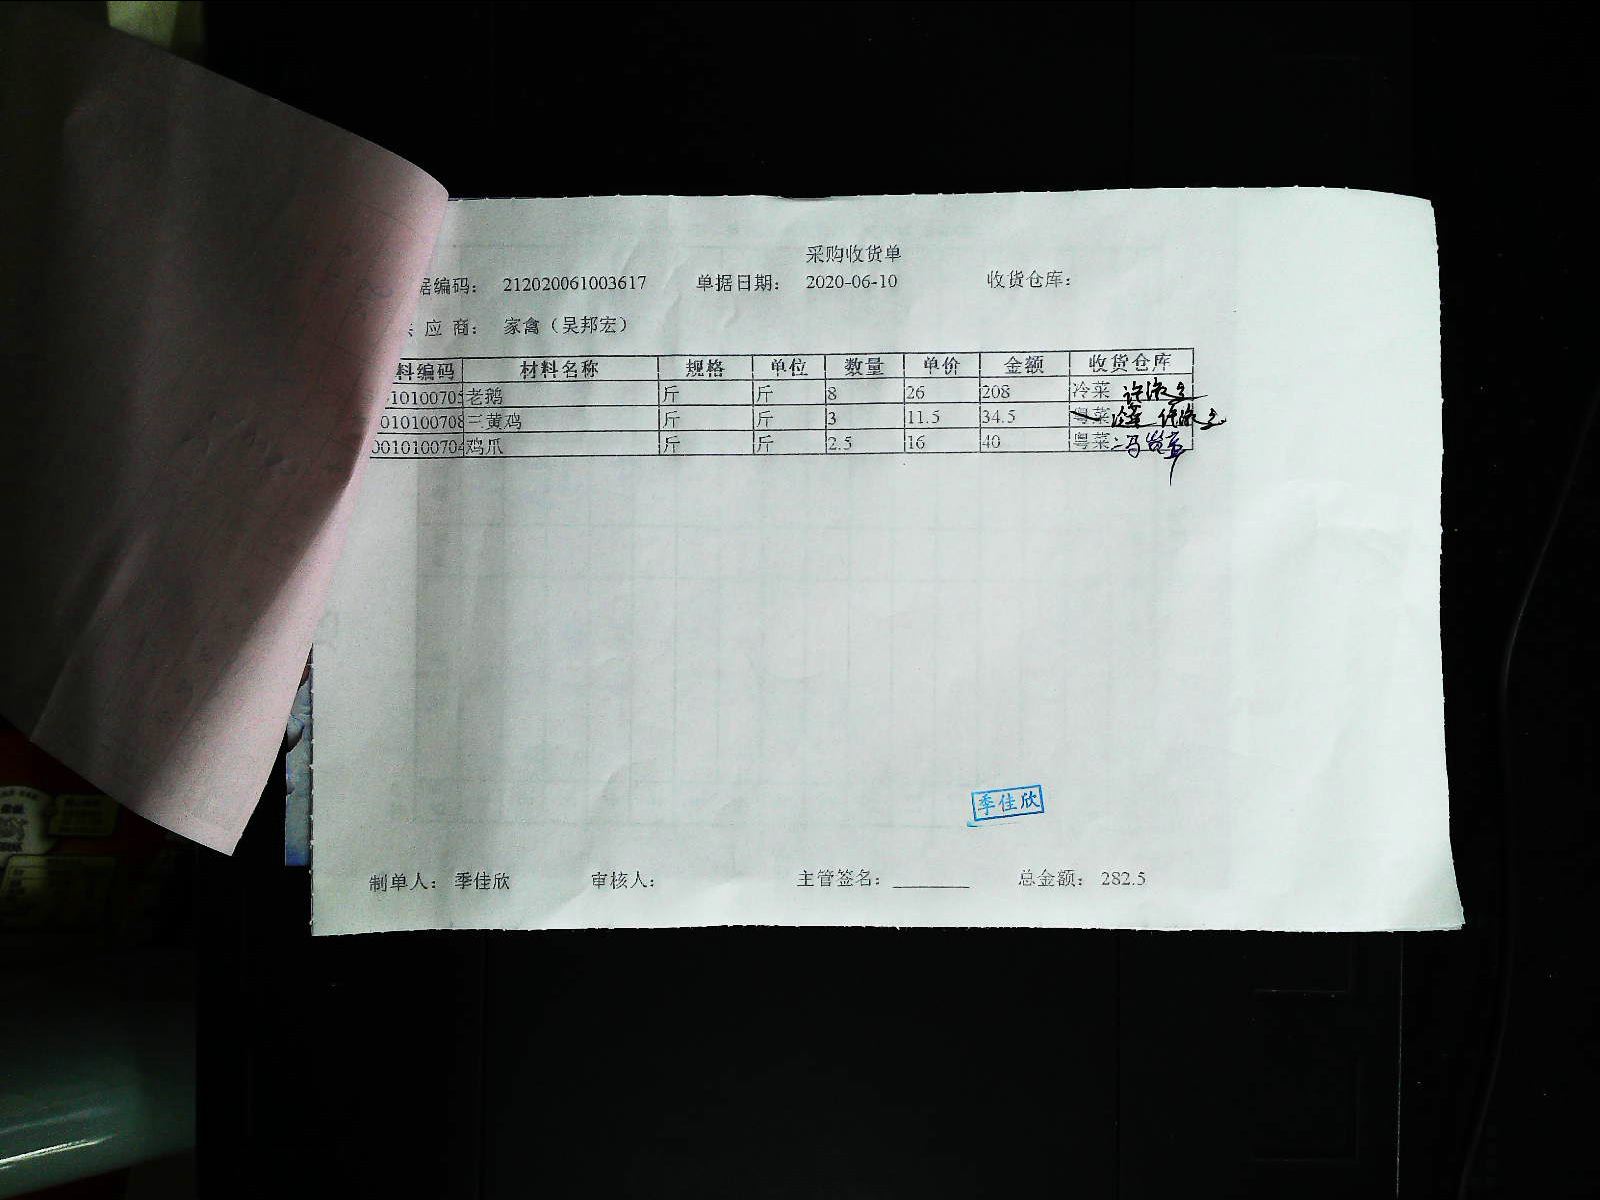 采购收货单
据编码： 212020061003617 单据日期： 2020-06-10 收货仓库：
应 商： 家禽（吴邦宏）
料编码 材料名称 规格 单位 数量 单价 金额 收货仓库
10100705 老鹅 斤 斤 8 26 208 冷菜
010100708 三黄鸡 斤 斤 3 11.5 34.5 粤菜 冷菜
0010100704 鸡爪 斤 斤 2.5 16 40 粤菜
季佳欣
制单人： 季佳欣 审核人： 主管签名： 总金额： 282.5